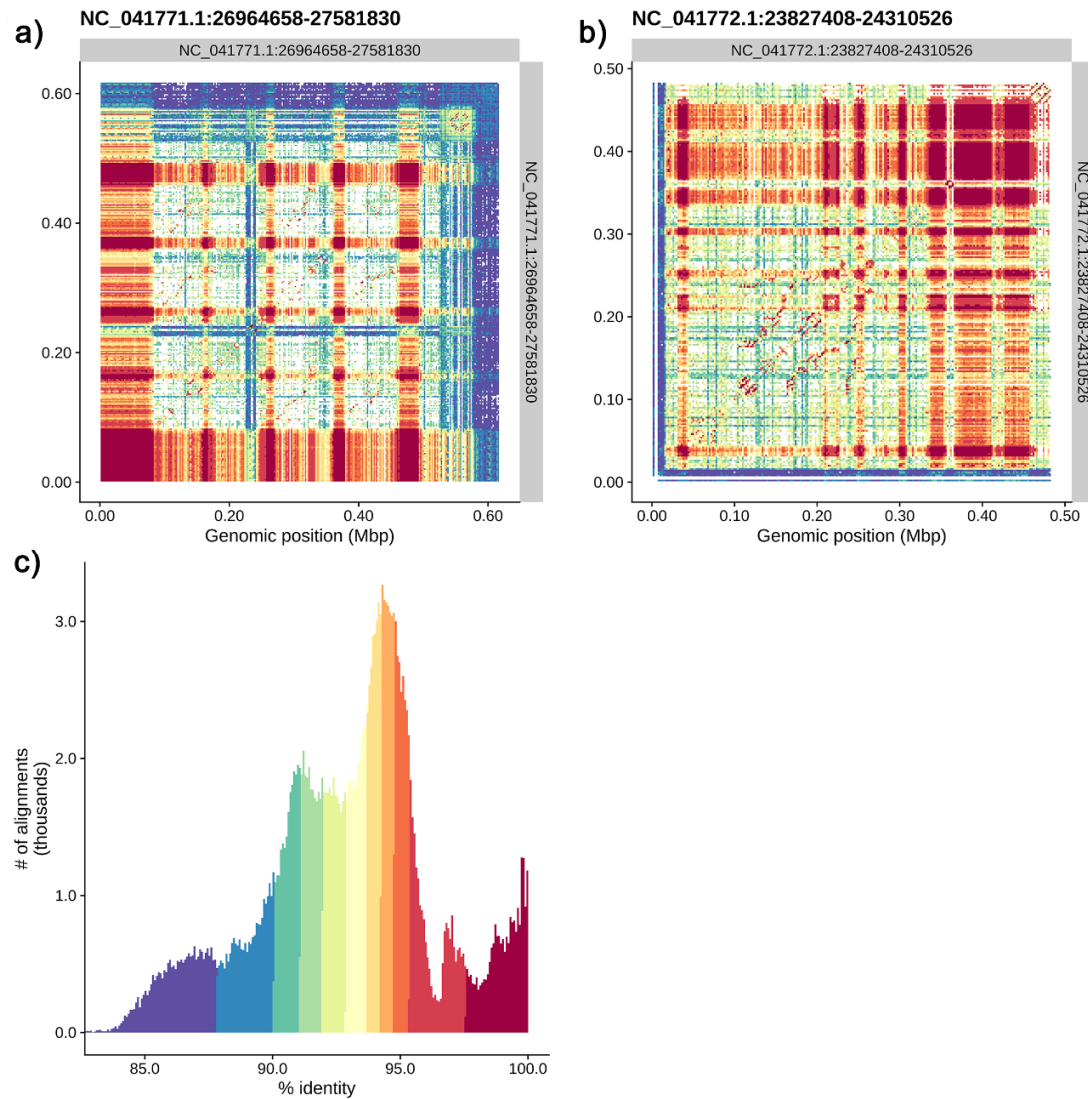 a)
NC_041771.1:26964658-27581830
NC_041771.1:26964658-27581830
0.60
0.40
0.20
0.00
NC_041771.1:26964658-27581830
0.00
0.20
0.40
0.60
Genomic position (Mbp)
b)
NC_041772.1:23827408-24310526
NC_041772.1:23827408-24310526
0.50
0.40
0.30
0.20
0.10
0.00
NC_041772.1:23827408-24310526
0.00
0.10
0.20
0.30
0.40
0.50
Genomic position (Mbp)
c)
# of alignments
(thousands)
3.0
2.0
1.0
0.0
85.0
90.0
95.0
100.0
% identity